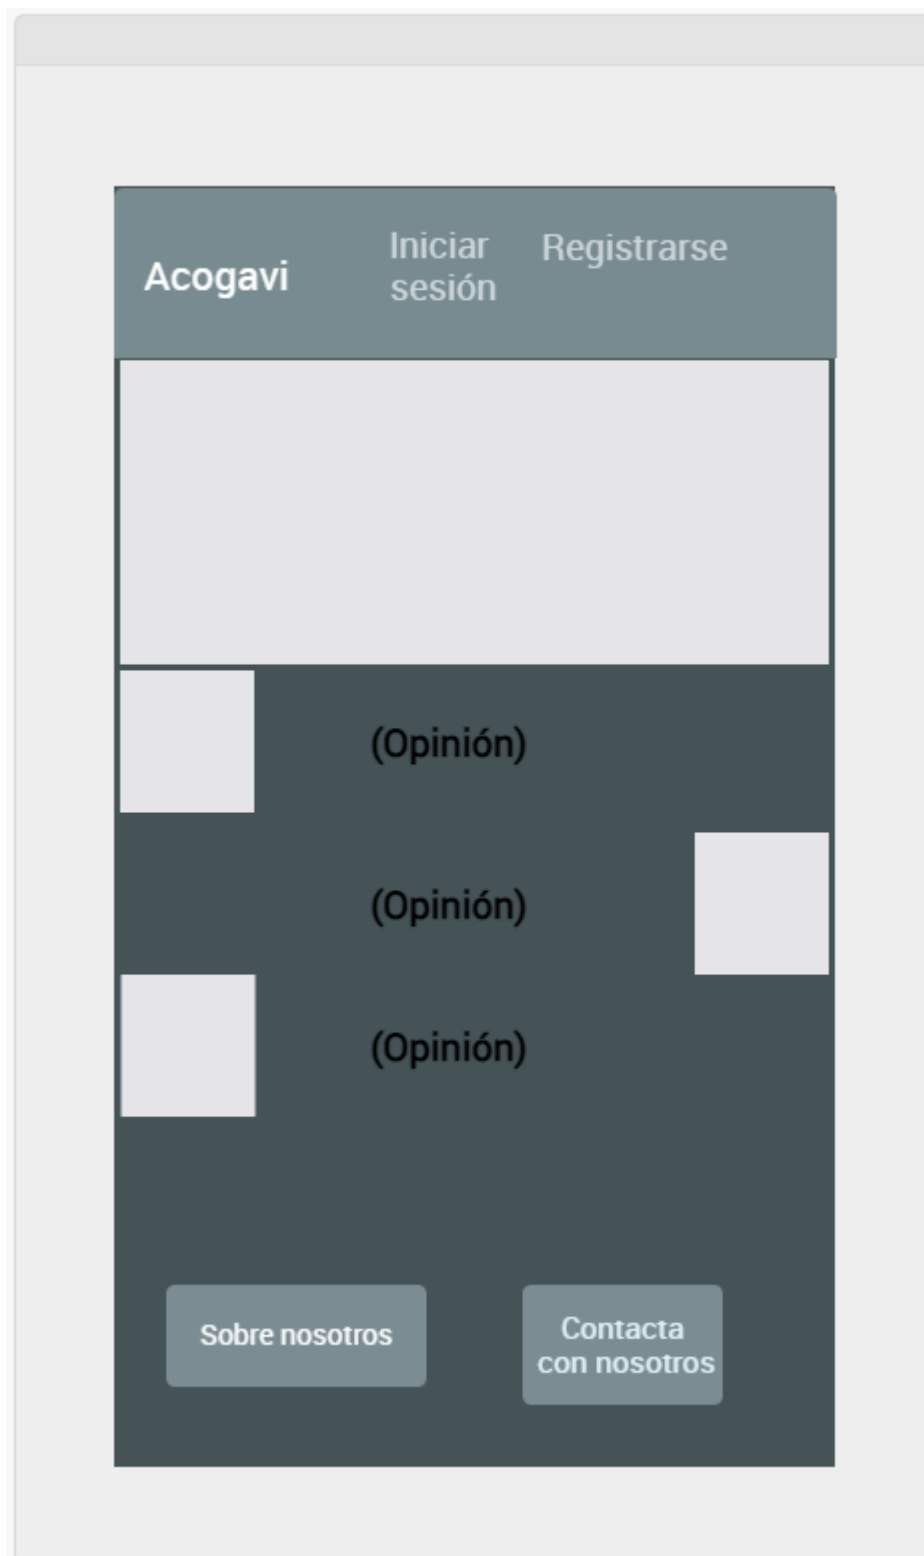 Acogavi
Iniciar
sesión
Registrarse
(Opinión)
(Opinión)
(Opinión)
Sobre nosotros
Contacta
con nosotros